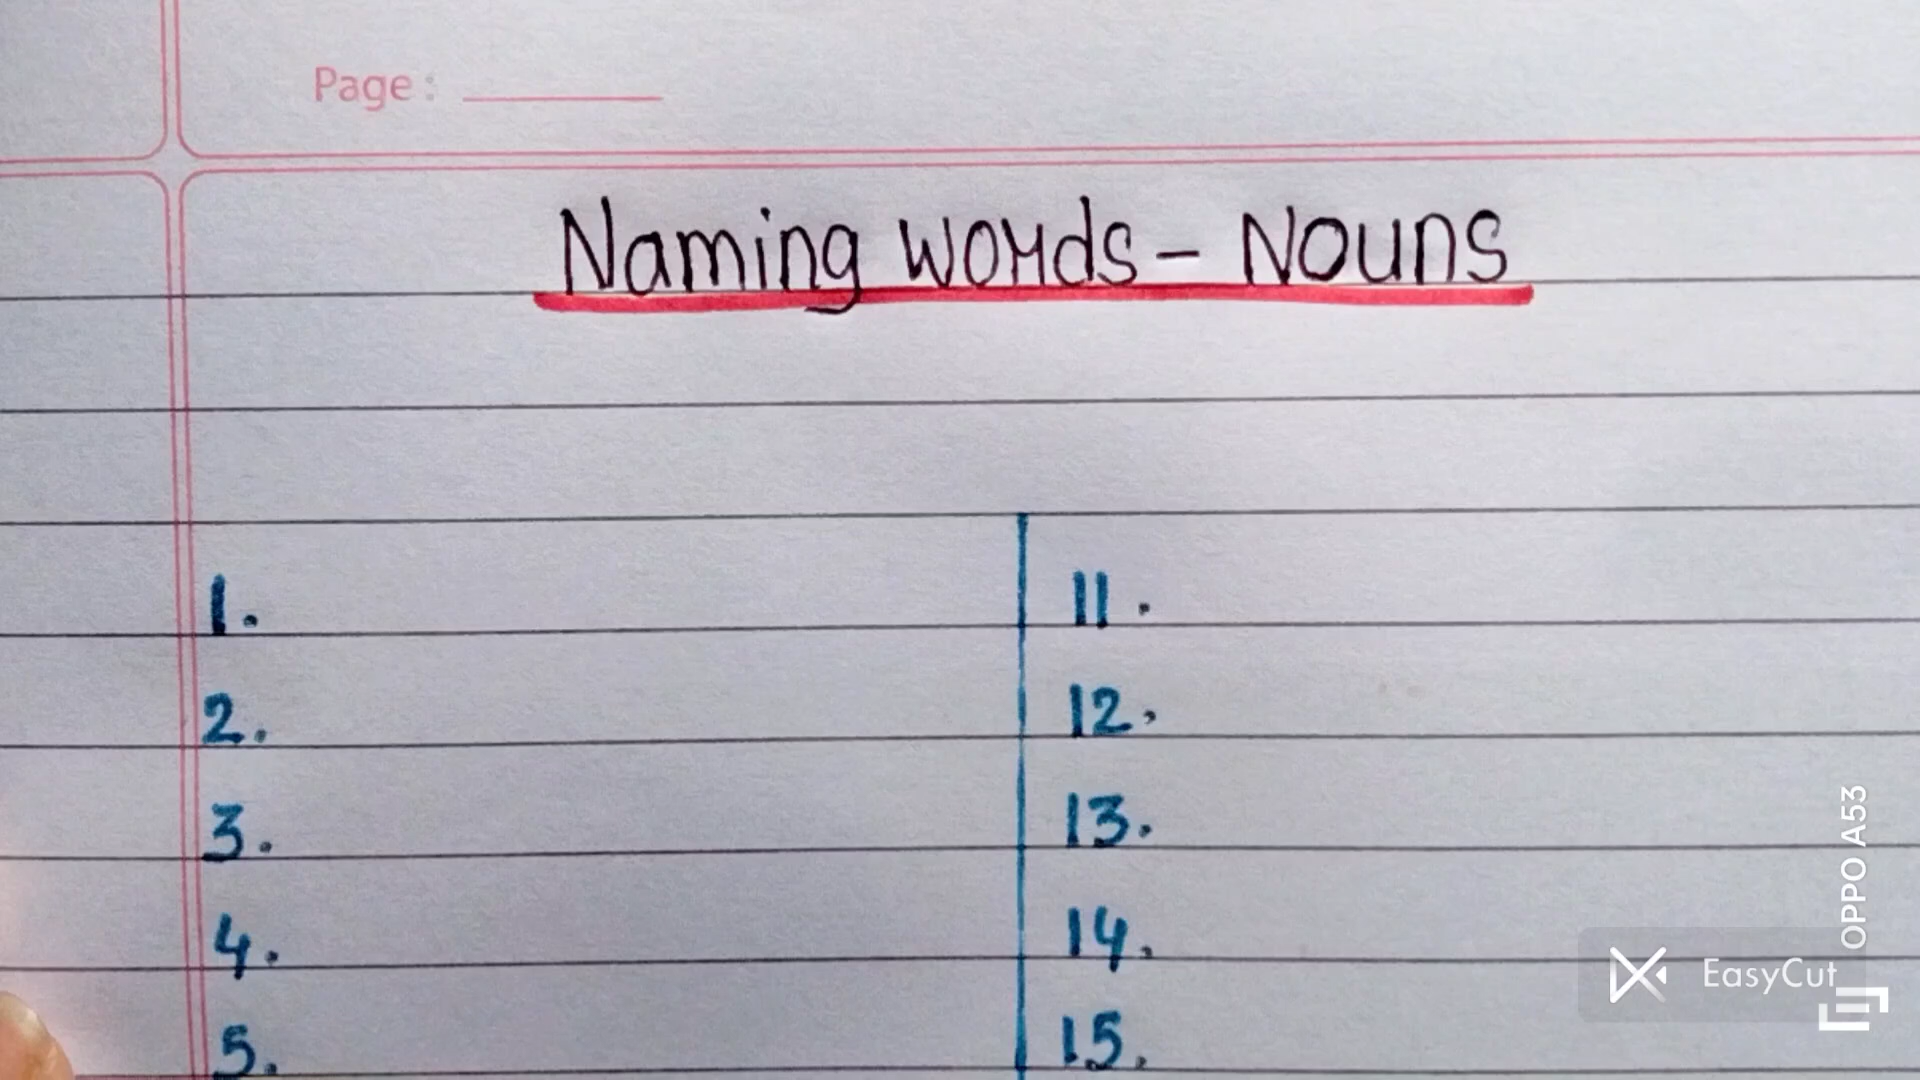 Page :
Naming words - Nouns
1.
11.
2.
12.
3.
13.
4.
14.
5.
15.
OPPO A53
EasyCut